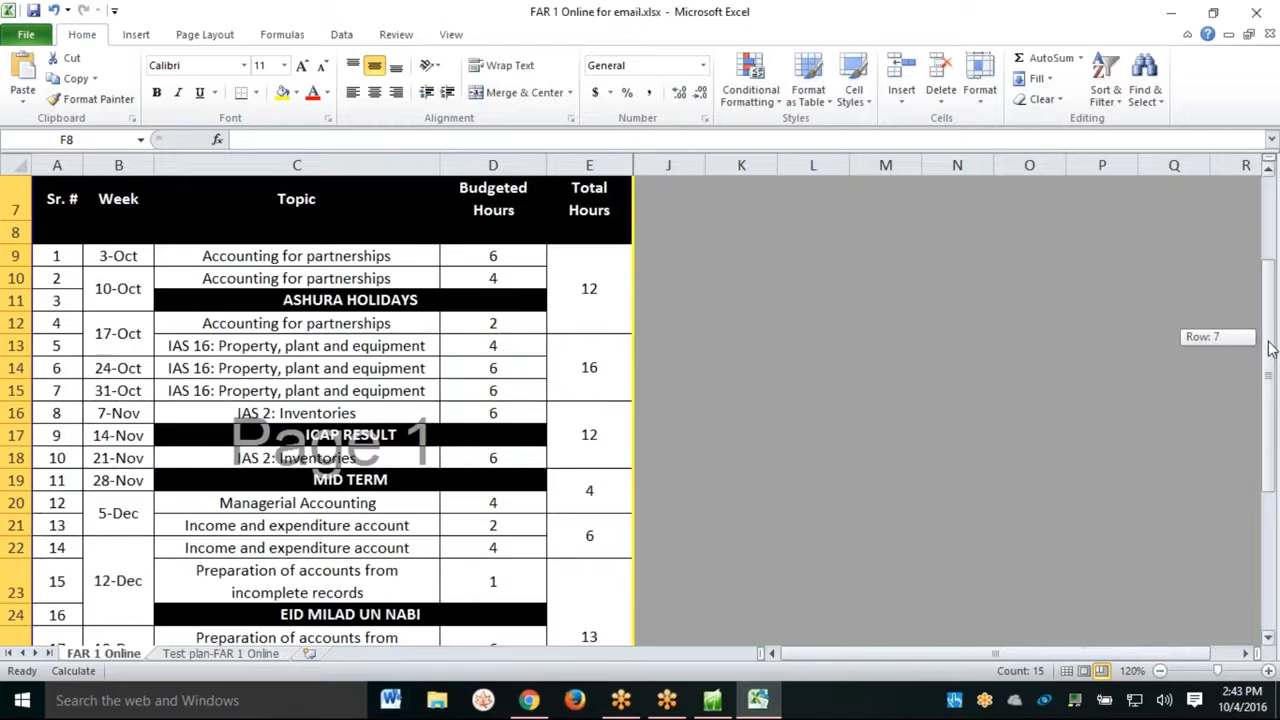 FAR 1 Online for email.xlsx - Microsoft Excel
File Home Insert Page Layout Formulas Data Review View
Cut Calibri 11 Wrap Text General AutoSum
Copy Fill
Paste Format Painter Merge & Center Conditional Formatting Format as Table Cell Styles Insert Delete Format Clear Sort & Filter Find & Select
Clipboard Font Alignment Number Styles Cells Editing
F8 fx
A B C D E J K L M N O P Q R
7 Sr. # Week Topic Budgeted Hours Total Hours
8
9 1 3-Oct Accounting for partnerships 6
10 2 10-Oct Accounting for partnerships 4 12
11 3 ASHURA HOLIDAYS
12 4 17-Oct Accounting for partnerships 2
13 5 IAS 16: Property, plant and equipment 4 Row: 7
14 6 24-Oct IAS 16: Property, plant and equipment 6 16
15 7 31-Oct IAS 16: Property, plant and equipment 6
16 8 7-Nov IAS 2: Inventories 6
17 9 14-Nov ICAP RESULT 12
Page 1
18 10 21-Nov IAS 2: Inventories 6
19 11 28-Nov MID TERM 4
20 12 5-Dec Managerial Accounting 4
21 13 Income and expenditure account 2 6
22 14 Income and expenditure account 4
23 15 12-Dec Preparation of accounts from incomplete records 1
24 16 EID MILAD UN NABI
Preparation of accounts from 13
FAR 1 Online Test plan-FAR 1 Online
Ready Calculate Count: 15 120%
Search the web and Windows 2:43 PM
10/4/2016